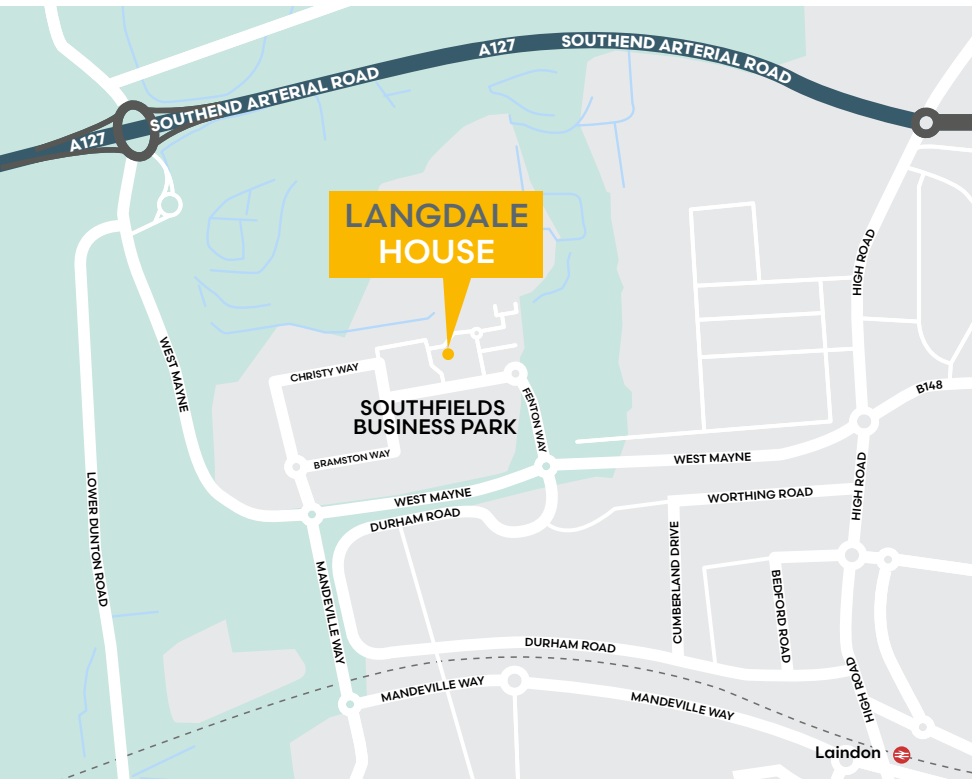 SOUTHEND ARTERIAL ROAD
A127
SOUTHEND ARTERIAL ROAD
A127
LANGDALE
HOUSE
HIGH ROAD
WEST MAYNE
CHRISTY WAY
B148
FENTON WAY
SOUTHFIELDS
BUSINESS PARK
BRAMSTON WAY
WEST MAYNE
HIGH ROAD
LOWER DUNTON ROAD
WEST MAYNE
WORTHING ROAD
DURHAM ROAD
CUMBERLAND DRIVE
MANDEVILLE WAY
BEDFORD ROAD
DURHAM ROAD
HIGH ROAD
MANDEVILLE WAY
MANDEVILLE WAY
Laindon